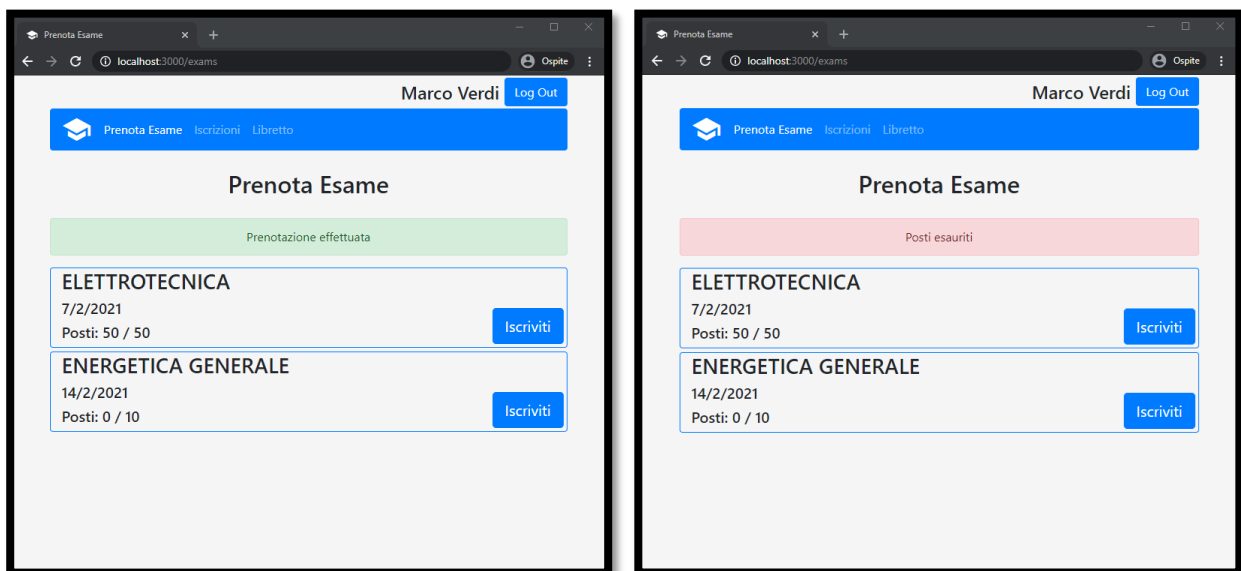 Prenota Esame
localhost:3000/exams
Ospite
Marco Verdi Log Out
Prenota Esame Iscrizioni Libretto
Prenota Esame
Prenotazione effettuata
ELETTROTECNICA
7/2/2021
Posti: 50 / 50
Iscriviti
ENERGETICA GENERALE
14/2/2021
Posti: 0 / 10
Iscriviti
Prenota Esame
localhost:3000/exams
Ospite
Marco Verdi Log Out
Prenota Esame Iscrizioni Libretto
Prenota Esame
Posti esauriti
ELETTROTECNICA
7/2/2021
Posti: 50 / 50
Iscriviti
ENERGETICA GENERALE
14/2/2021
Posti: 0 / 10
Iscriviti